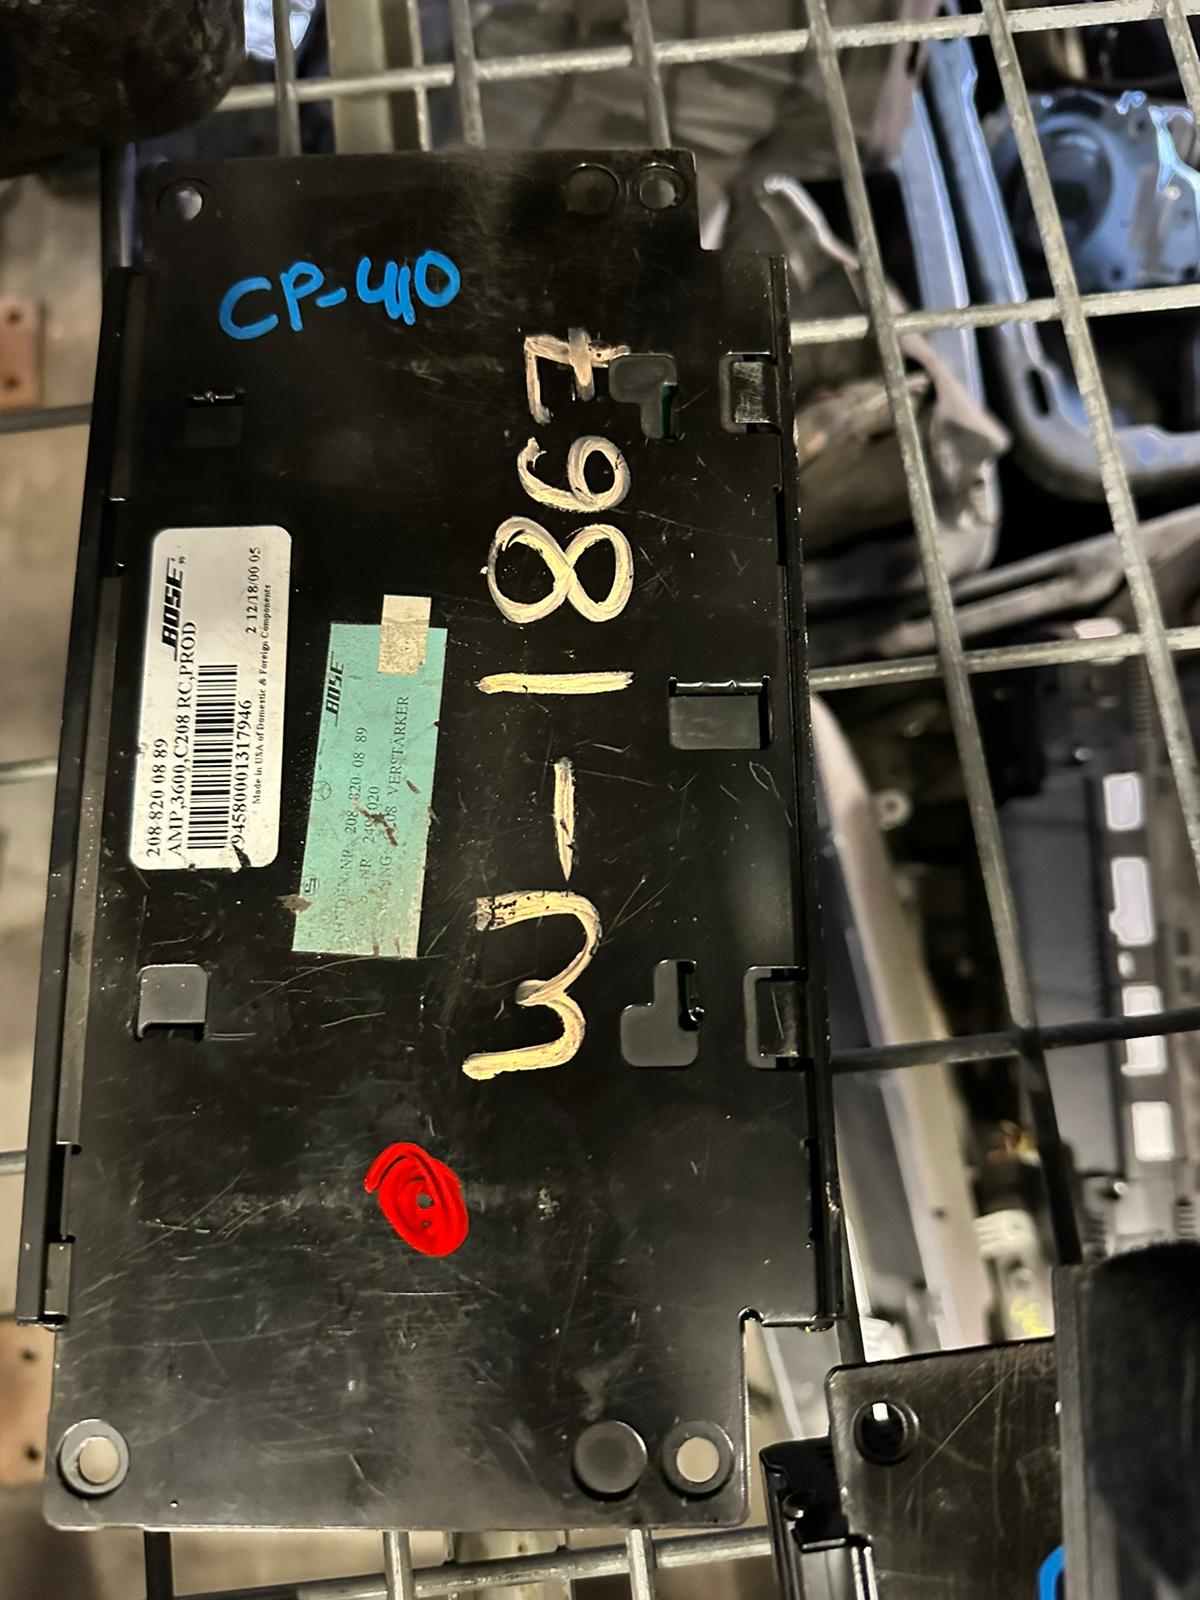 CP-410
3-1867
BOSE
208 820 08 89
AMP,3600,C208 RC,PROD
2 12/18/00 05
Made in USA of Domestic & Foreign Components
BOSE
208 820 08 89
VERSTARKER